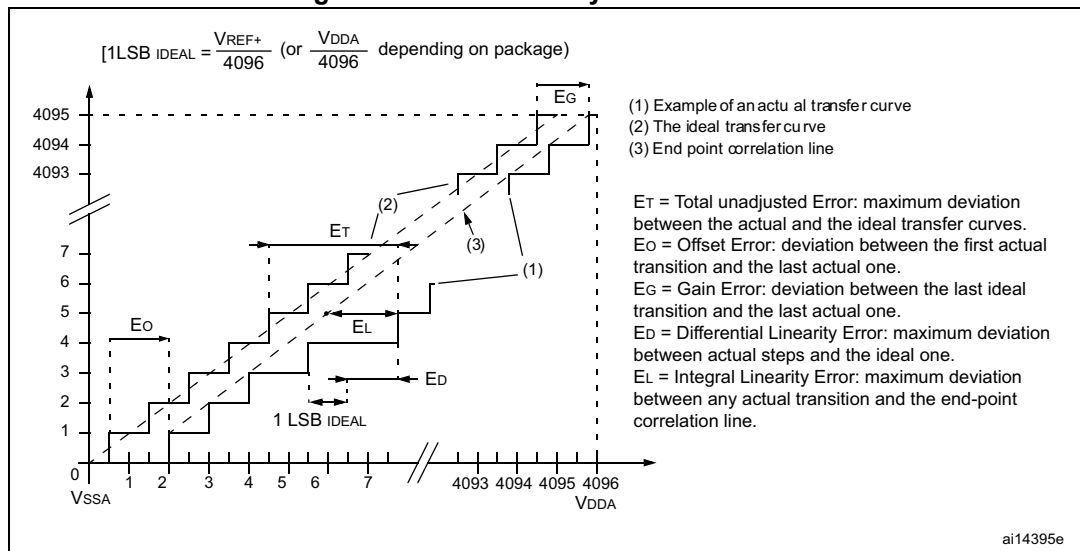 [1LSB IDEAL = VREF+ / 4096 (or VDDA / 4096 depending on package)
EG
(1) Example of an actu al transfer curve
(2) The ideal transfer curve
(3) End point correlation line
4095
4094
4093
7
6
5
4
3
2
1
0
(2)
ET
(3)
(1)
EO
EL
ED
1 LSB IDEAL
ET = Total unadjusted Error: maximum deviation
between the actual and the ideal transfer curves.
EO = Offset Error: deviation between the first actual
transition and the last actual one.
EG = Gain Error: deviation between the last ideal
transition and the last actual one.
ED = Differential Linearity Error: maximum deviation
between actual steps and the ideal one.
EL = Integral Linearity Error: maximum deviation
between any actual transition and the end-point
correlation line.
1 2 3 4 5 6 7 4093 4094 4095 4096
VSSA
VDDA
ai14395e